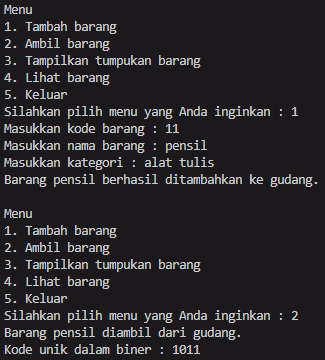 Menu
1. Tambah barang
2. Ambil barang
3. Tampilkan tumpukan barang
4. Lihat barang
5. Keluar
Silahkan pilih menu yang Anda inginkan : 1
Masukkan kode barang : 11
Masukkan nama barang : pensil
Masukkan kategori : alat tulis
Barang pensil berhasil ditambahkan ke gudang.

Menu
1. Tambah barang
2. Ambil barang
3. Tampilkan tumpukan barang
4. Lihat barang
5. Keluar
Silahkan pilih menu yang Anda inginkan : 2
Barang pensil diambil dari gudang.
Kode unik dalam biner : 1011